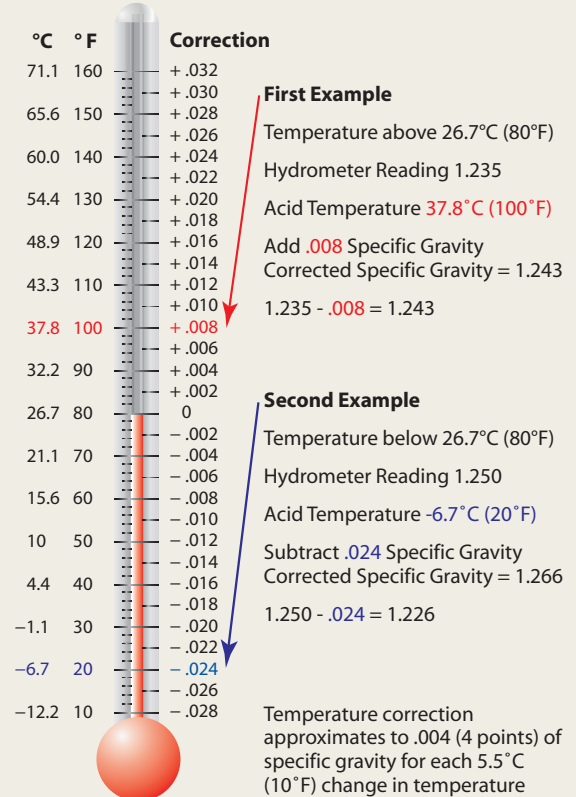 °C ° F Correction
71.1 160 + .032
+ .030
65.6 150 + .028
+ .026
60.0 140 + .024
+ .022
54.4 130 + .020
+ .018
48.9 120 + .016
+ .014
43.3 110 + .012
+ .010
37.8 100 + .008
+ .006
32.2 90 + .004
+ .002
26.7 80 0
− .002
21.1 70 − .004
− .006
15.6 60 − .008
− .010
10 50 − .012
− .014
4.4 40 − .016
− .018
−1.1 30 − .020
− .022
−6.7 20 − .024
− .026
−12.2 10 − .028
First Example
Temperature above 26.7°C (80°F)
Hydrometer Reading 1.235
Acid Temperature 37.8˚C (100˚F)
Add .008 Specific Gravity
Corrected Specific Gravity = 1.243
1.235 - .008 = 1.243
Second Example
Temperature below 26.7°C (80°F)
Hydrometer Reading 1.250
Acid Temperature -6.7˚C (20˚F)
Subtract .024 Specific Gravity
Corrected Specific Gravity = 1.266
1.250 - .024 = 1.226
Temperature correction
approximates to .004 (4 points) of
specific gravity for each 5.5˚C
(10˚F) change in temperature